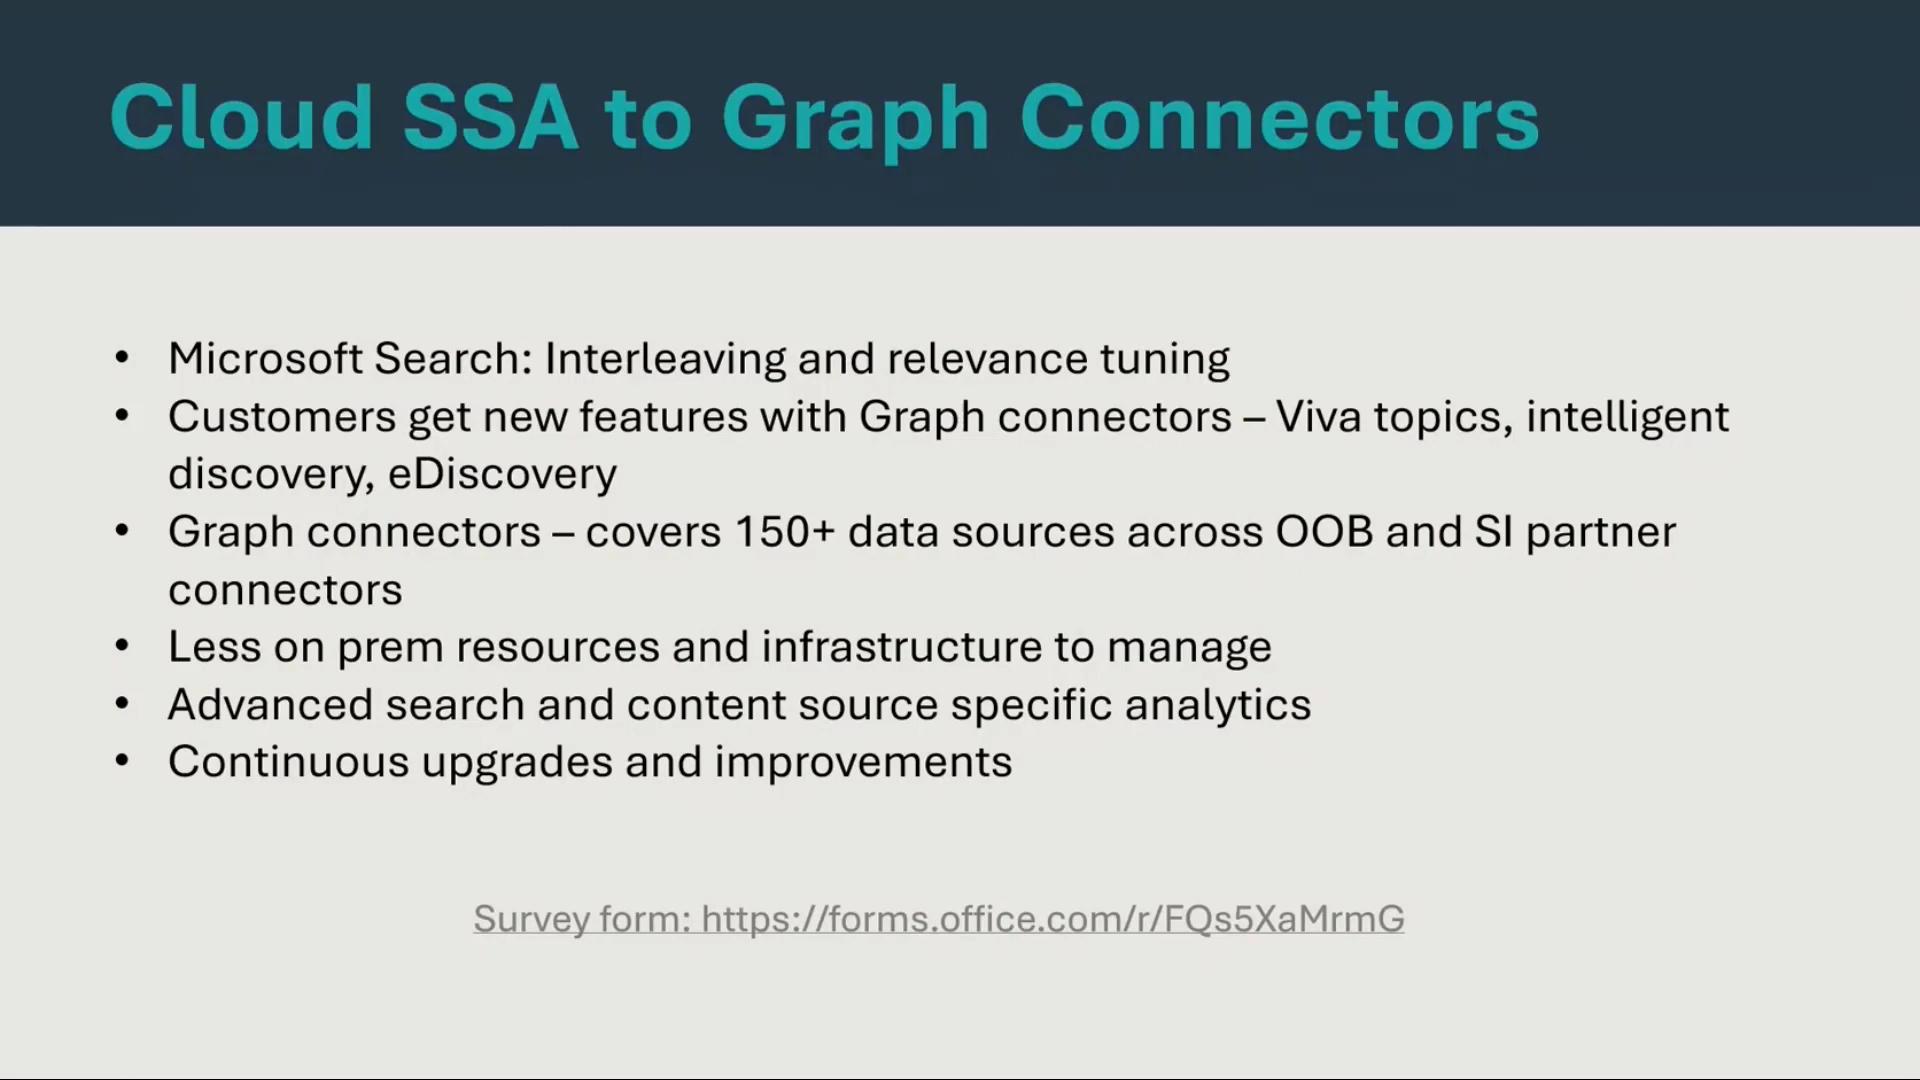 Cloud SSA to Graph Connectors
• Microsoft Search: Interleaving and relevance tuning
• Customers get new features with Graph connectors – Viva topics, intelligent
discovery, eDiscovery
• Graph connectors – covers 150+ data sources across OOB and SI partner
connectors
• Less on prem resources and infrastructure to manage
• Advanced search and content source specific analytics
• Continuous upgrades and improvements
Survey form: https://forms.office.com/r/FQs5XaMrmG